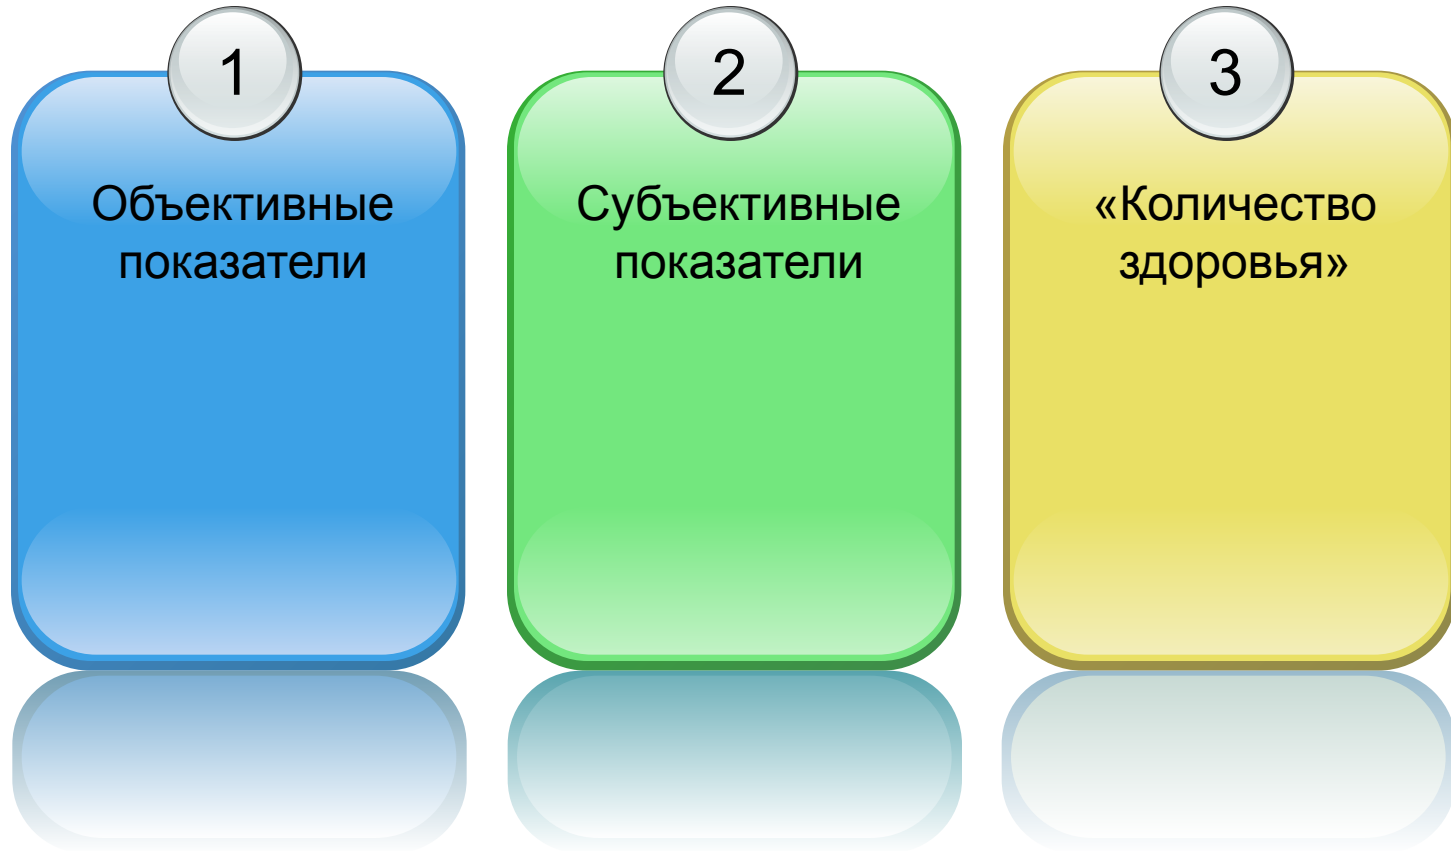 1
Объективные
показатели
2
Субъективные
показатели
3
«Количество
здоровья»